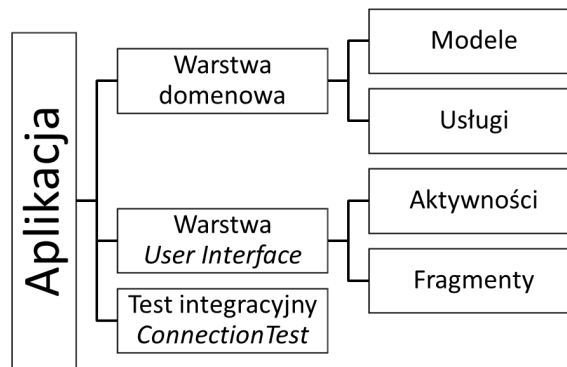 Aplikacja
Warstwa
domenowa
Modele
Usługi
Warstwa
User Interface
Aktywności
Fragmenty
Test integracyjny
ConnectionTest